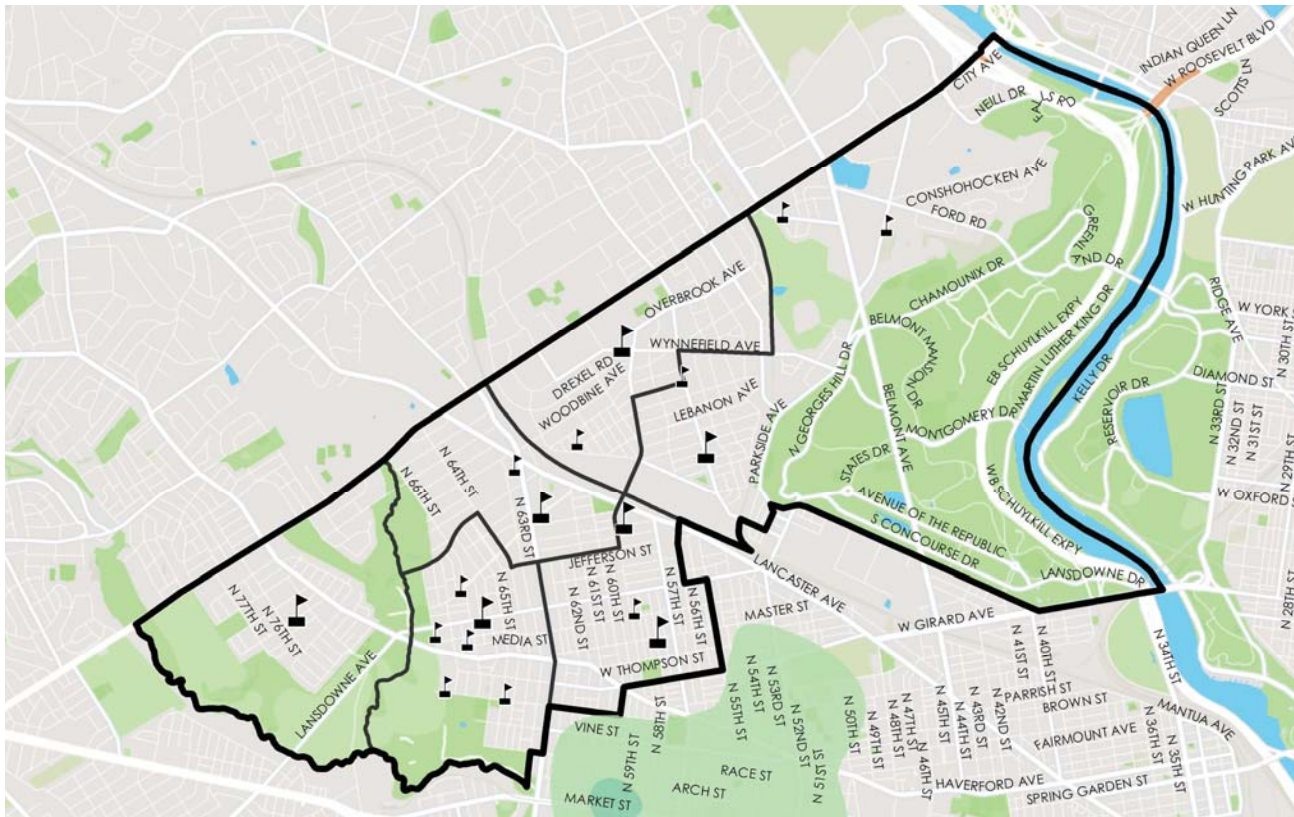 INDIAN QUEEN LN
W ROOSEVELT BLVD
SCOTTS LN
CITY AVE
NEILL DR
FALLS RD
W HUNTING PARK AVE
CONSHOHOCKEN AVE
FORD RD
GREENLAND DR
CHAMOUNIX DR
OVERBROOK AVE
RIDGE AVE
W YORK S
N 30TH ST
BELMONT MANSION DR
EB SCHUYLKILL EXPY
MARTIN LUTHER KING DR
KELLY DR
WYNNEFIELD AVE
DREXEL RD
WOODBINE AVE
N GEORGES HILL DR
RESERVOIR DR
DIAMOND ST
LEBANON AVE
PARKSIDE AVE
BELMONT AVE
MONTGOMERY DR
N 33RD ST
N 32ND ST
N 31ST ST
N 29TH ST
STATES DR
N 64TH ST
N 66TH ST
N 63RD ST
AVENUE OF THE REPUBLIC
WB SCHUYLKILL EXPY
W OXFORD S
S CONCOURSE DR
JEFFERSON ST
LANCASTER AVE
LANSDOWNE DR
N 77TH ST
N 76TH ST
N 65TH ST
N 62ND ST
N 61ST ST
N 60TH ST
N 57TH ST
N 56TH ST
MASTER ST
W GIRARD AVE
N 28TH ST
MEDIA ST
W THOMPSON ST
LANSDOWNE AVE
N 41ST ST
N 40TH ST
N 34TH ST
N 55TH ST
N 54TH ST
N 53RD ST
N 52ND ST
N 51ST ST
N 50TH ST
N 49TH ST
N 48TH ST
N 47TH ST
N 46TH ST
N 45TH ST
N 44TH ST
N 43RD ST
N 42ND ST
PARRISH ST
BROWN ST
MANTUA AVE
VINE ST
N 59TH ST
N 58TH ST
FAIRMOUNT AVE
N 36TH ST
N 35TH ST
RACE ST
ARCH ST
HAVERFORD AVE
SPRING GARDEN ST
MARKET ST